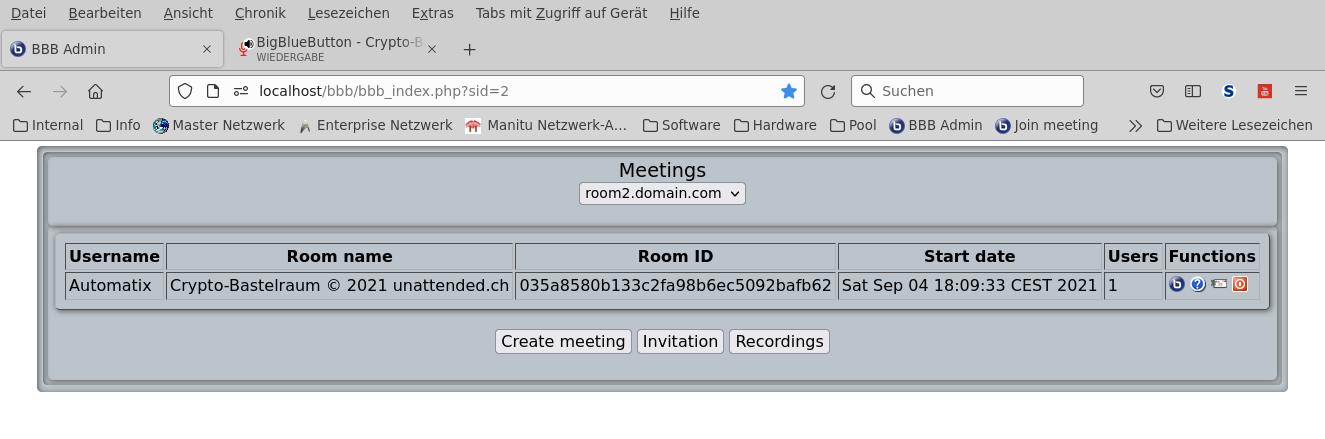 Datei Bearbeiten Ansicht Chronik Lesezeichen Extras Tabs mit Zugriff auf Gerät Hilfe
BBB Admin BigBlueButton - Crypto-B
WIEDERGABE
localhost/bbb/bbb_index.php?sid=2 Suchen
Internal Info Master Netzwerk Enterprise Netzwerk Manitu Netzwerk-A... Software Hardware Pool BBB Admin Join meeting Weitere Lesezeichen
Meetings
room2.domain.com
Username Room name Room ID Start date Users Functions
Automatix Crypto-Bastelraum © 2021 unattended.ch 035a8580b133c2fa98b6ec5092bafb62 Sat Sep 04 18:09:33 CEST 2021 1
Create meeting Invitation Recordings